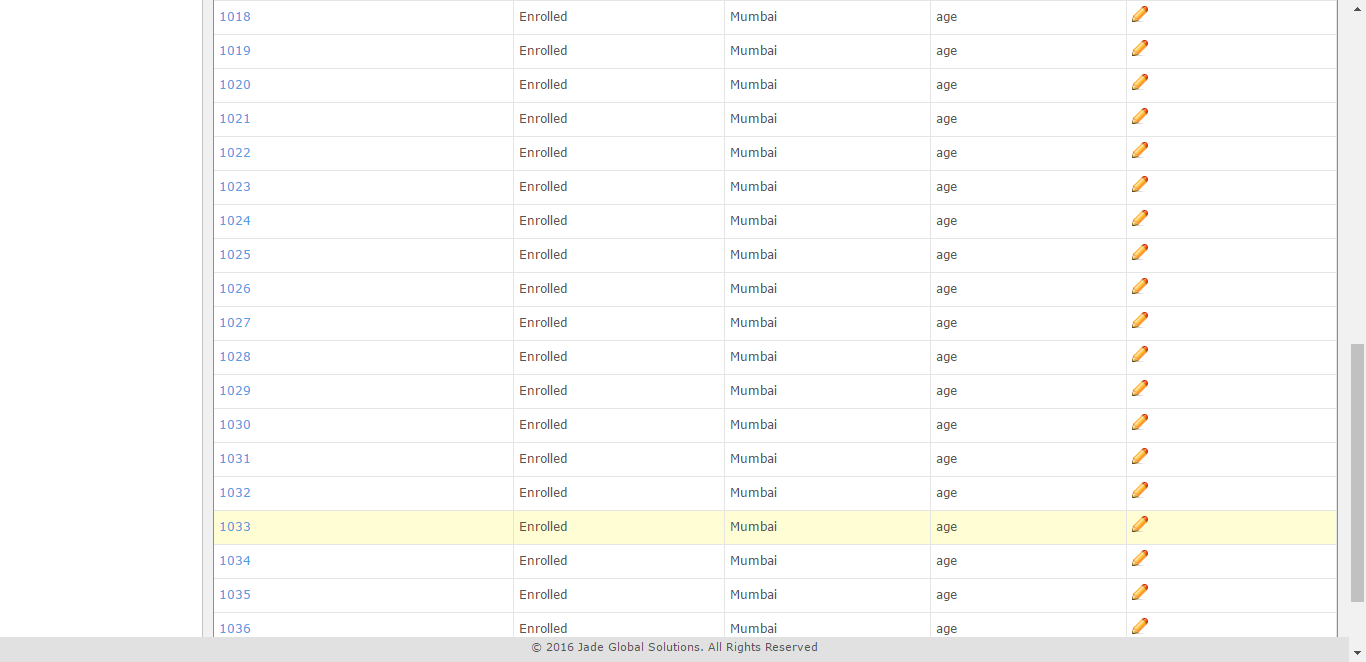 1018 Enrolled Mumbai age
1019 Enrolled Mumbai age
1020 Enrolled Mumbai age
1021 Enrolled Mumbai age
1022 Enrolled Mumbai age
1023 Enrolled Mumbai age
1024 Enrolled Mumbai age
1025 Enrolled Mumbai age
1026 Enrolled Mumbai age
1027 Enrolled Mumbai age
1028 Enrolled Mumbai age
1029 Enrolled Mumbai age
1030 Enrolled Mumbai age
1031 Enrolled Mumbai age
1032 Enrolled Mumbai age
1033 Enrolled Mumbai age
1034 Enrolled Mumbai age
1035 Enrolled Mumbai age
1036 Enrolled Mumbai age
© 2016 Jade Global Solutions. All Rights Reserved